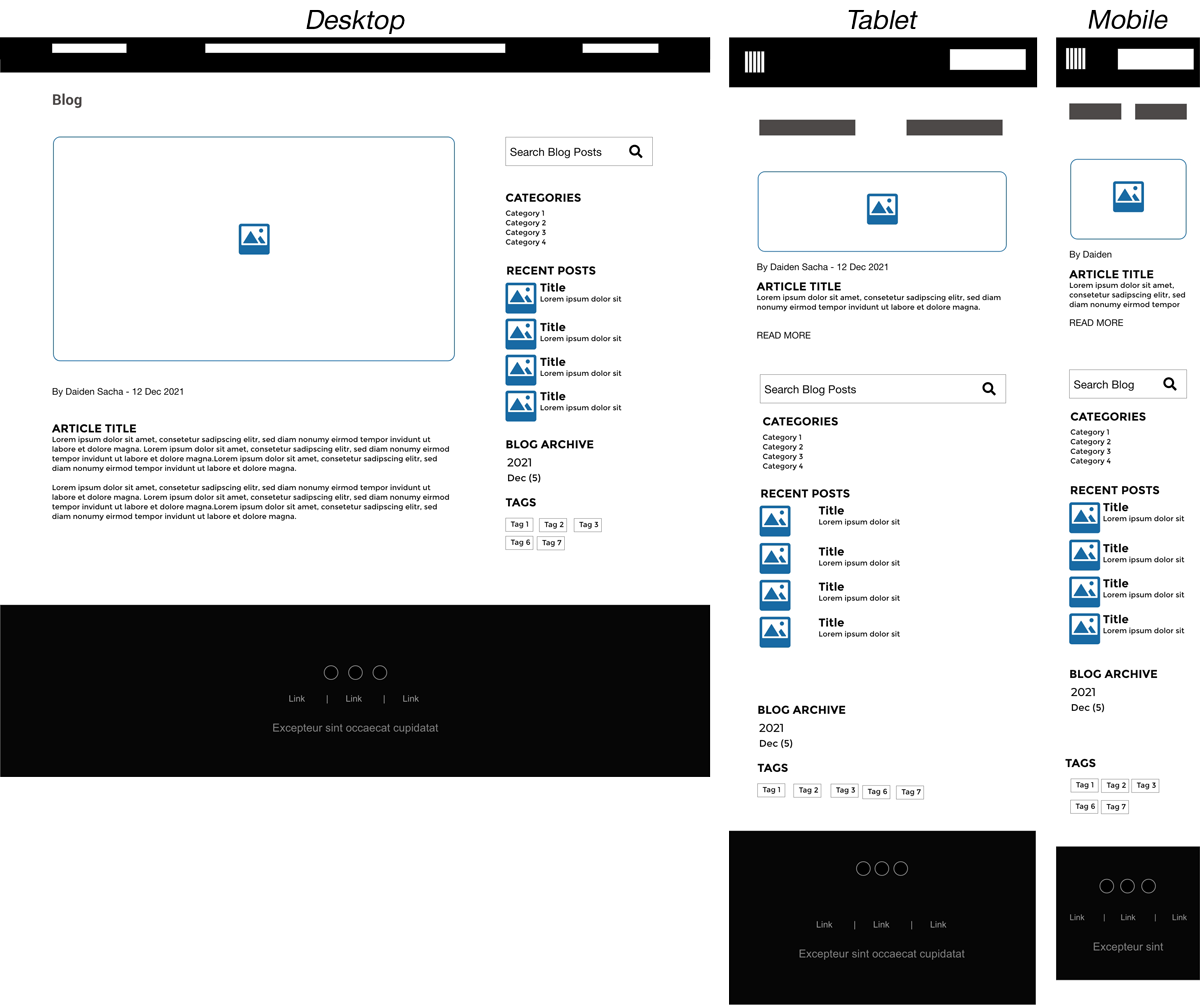 Desktop
Blog
Search Blog Posts
CATEGORIES
Category 1
Category 2
Category 3
Category 4
RECENT POSTS
Title
Lorem ipsum dolor sit
Title
Lorem ipsum dolor sit
Title
Lorem ipsum dolor sit
Title
Lorem ipsum dolor sit
By Daiden Sacha - 12 Dec 2021
ARTICLE TITLE
Lorem ipsum dolor sit amet, consetetur sadipscing elitr, sed diam nonumy eirmod tempor invidunt ut
labore et dolore magna. Lorem ipsum dolor sit amet, consetetur sadipscing elitr, sed diam nonumy eirmod
tempor invidunt ut labore et dolore magna.Lorem ipsum dolor sit amet, consetetur sadipscing elitr, sed
diam nonumy eirmod tempor invidunt ut labore et dolore magna.
Lorem ipsum dolor sit amet, consetetur sadipscing elitr, sed diam nonumy eirmod tempor invidunt ut
labore et dolore magna. Lorem ipsum dolor sit amet, consetetur sadipscing elitr, sed diam nonumy eirmod
tempor invidunt ut labore et dolore magna.Lorem ipsum dolor sit amet, consetetur sadipscing elitr, sed
diam nonumy eirmod tempor invidunt ut labore et dolore magna.
BLOG ARCHIVE
2021
Dec (5)
TAGS
Tag 1 Tag 2 Tag 3
Tag 6 Tag 7
Link | Link | Link
Excepteur sint occaecat cupidatat
Tablet
By Daiden Sacha - 12 Dec 2021
ARTICLE TITLE
Lorem ipsum dolor sit amet, consetetur sadipscing elitr, sed diam
nonumy eirmod tempor invidunt ut labore et dolore magna.
READ MORE
Search Blog Posts
CATEGORIES
Category 1
Category 2
Category 3
Category 4
RECENT POSTS
Title
Lorem ipsum dolor sit
Title
Lorem ipsum dolor sit
Title
Lorem ipsum dolor sit
Title
Lorem ipsum dolor sit
BLOG ARCHIVE
2021
Dec (5)
TAGS
Tag 1 Tag 2 Tag 3 Tag 6 Tag 7
Link | Link | Link
Excepteur sint occaecat cupidatat
Mobile
By Daiden
ARTICLE TITLE
Lorem ipsum dolor sit amet,
consetetur sadipscing elitr, sed
diam nonumy eirmod tempor
READ MORE
Search Blog
CATEGORIES
Category 1
Category 2
Category 3
Category 4
RECENT POSTS
Title
Lorem ipsum dolor sit
Title
Lorem ipsum dolor sit
Title
Lorem ipsum dolor sit
Title
Lorem ipsum dolor sit
BLOG ARCHIVE
2021
Dec (5)
TAGS
Tag 1 Tag 2 Tag 3
Tag 6 Tag 7
Link | Link | Link
Excepteur sint